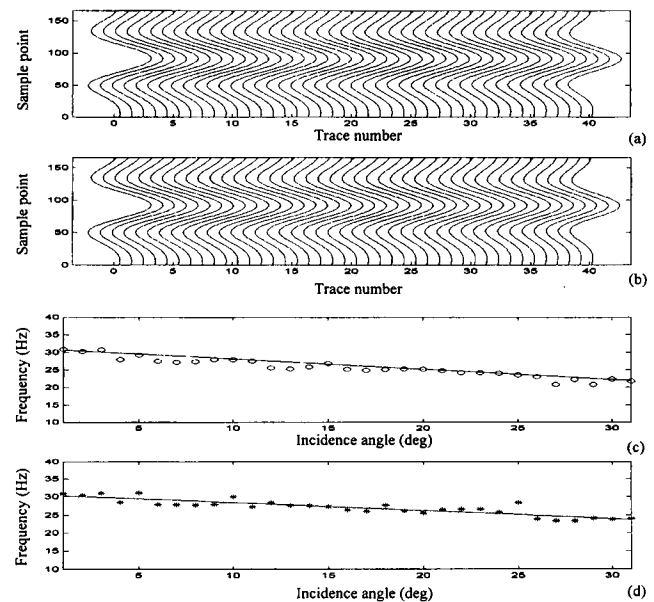 150
100
50
0
Sample point
0 5 10 15 20 25 30 35 40
Trace number
(a)
150
100
50
0
Sample point
0 5 10 15 20 25 30 35 40
Trace number
(b)
40
35
30
25
20
15
10
Frequency (Hz)
5 10 15 20 25 30
Incidence angle (deg)
(c)
40
35
30
25
20
15
10
Frequency (Hz)
5 10 15 20 25 30
Incidence angle (deg)
(d)